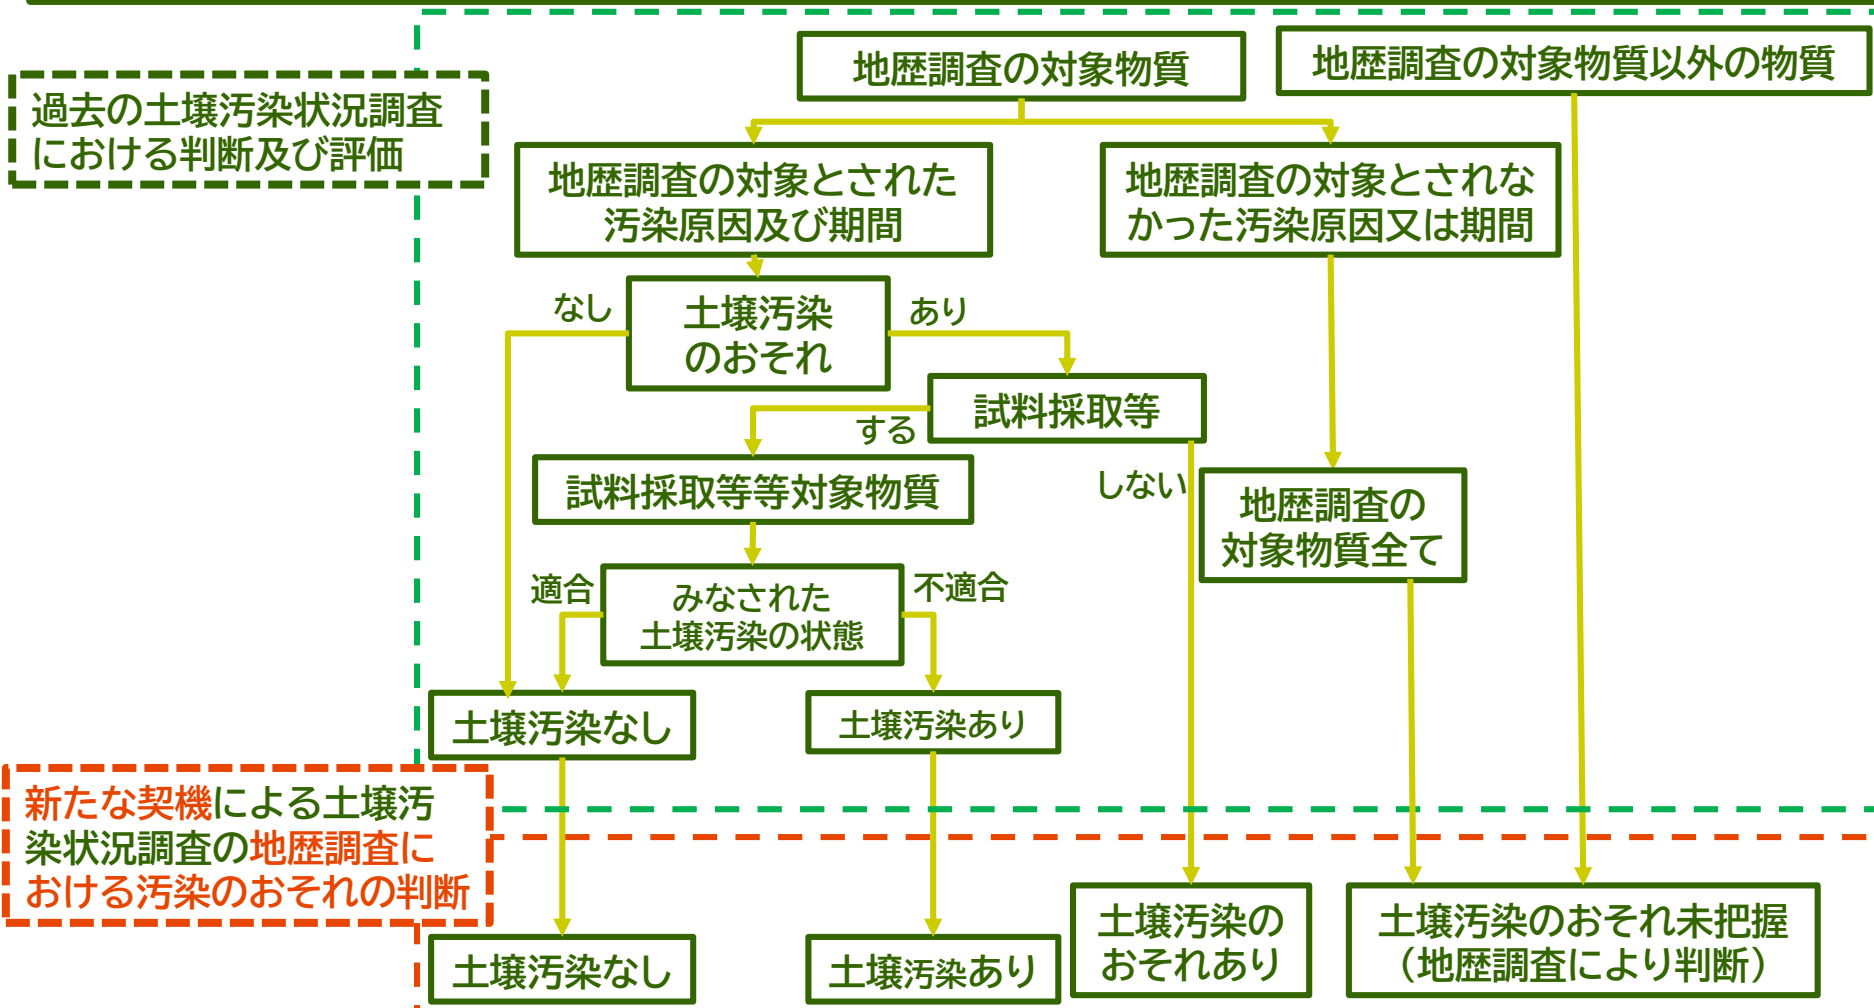 地歴調査の対象物質
地歴調査の対象物質以外の物質
過去の土壌汚染状況調査
における判断及び評価
地歴調査の対象とされた
汚染原因及び期間
地歴調査の対象とされな
かった汚染原因又は期間
なし
土壌汚染
のおそれ
あり
試料採取等
する
しない
試料採取等等対象物質
地歴調査の
対象物質全て
適合
みなされた
土壌汚染の状態
不適合
土壌汚染なし
土壌汚染あり
新たな契機による土壌汚
染状況調査の地歴調査に
おける汚染のおそれの判断
土壌汚染なし
土壌汚染あり
土壌汚染の
おそれあり
土壌汚染のおそれ未把握
（地歴調査により判断）